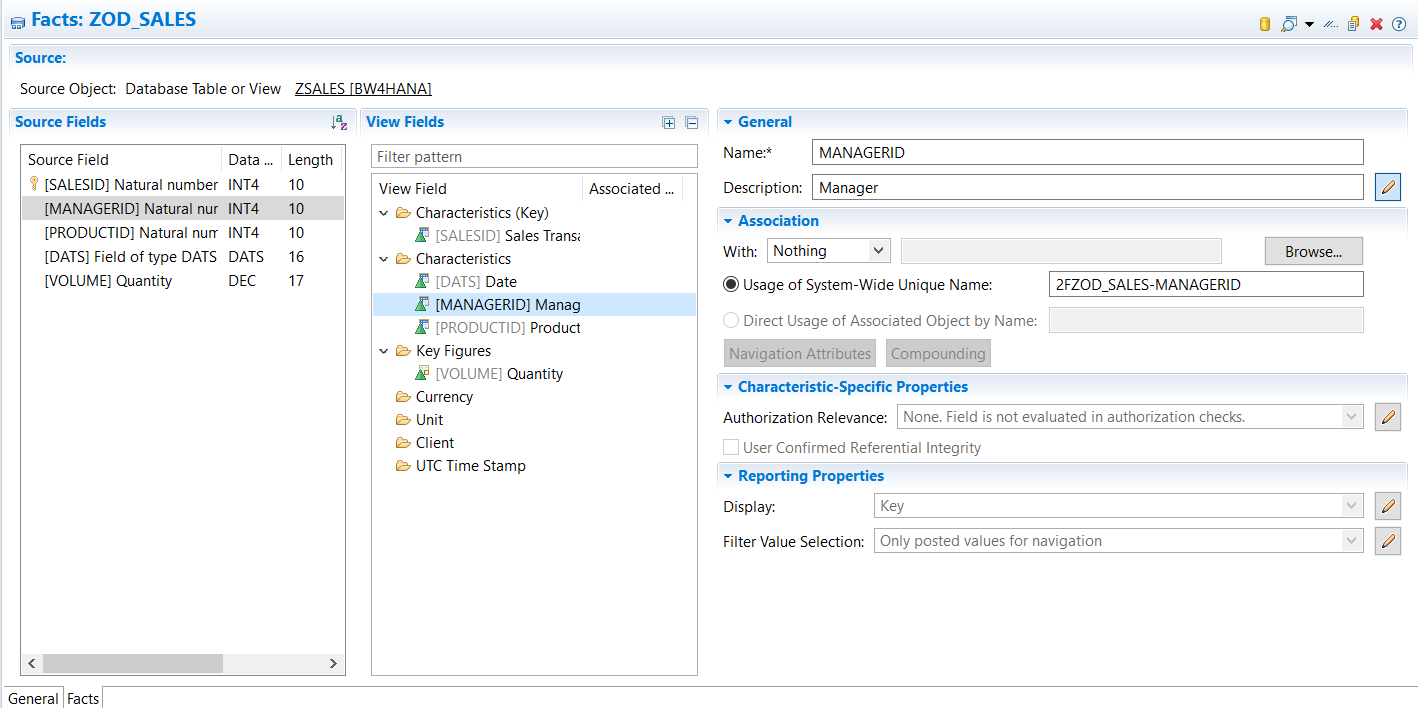 Facts: ZOD_SALES
Source:
Source Object: Database Table or View ZSALES [BW4HANA]
Source Fields
Source Field Data ... Length
[SALESID] Natural number INT4 10
[MANAGERID] Natural nur INT4 10
[PRODUCTID] Natural num INT4 10
[DATS] Field of type DATS DATS 16
[VOLUME] Quantity DEC 17
View Fields
Filter pattern
View Field Associated ...
Characteristics (Key)
[SALESID] Sales Transa
Characteristics
[DATS] Date
[MANAGERID] Manag
[PRODUCTID] Product
Key Figures
[VOLUME] Quantity
Currency
Unit
Client
UTC Time Stamp
General
Name:* MANAGERID
Description: Manager
Association
With: Nothing Browse...
Usage of System-Wide Unique Name: 2FZOD_SALES-MANAGERID
Direct Usage of Associated Object by Name:
Navigation Attributes Compounding
Characteristic-Specific Properties
Authorization Relevance: None. Field is not evaluated in authorization checks.
User Confirmed Referential Integrity
Reporting Properties
Display: Key
Filter Value Selection: Only posted values for navigation
General Facts